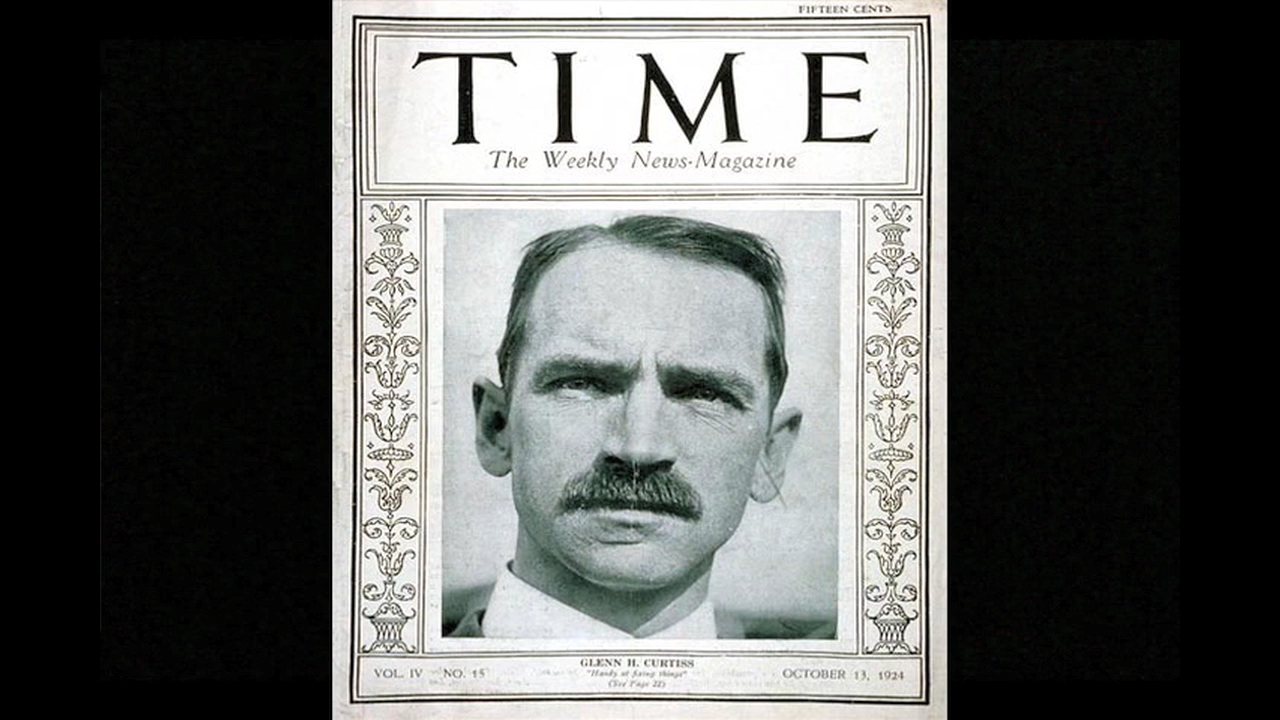 FIFTEEN CENTS
TIME
The Weekly News-Magazine
GLENN H. CURTISS
"Handy at fixing things"
(See Page 22)
VOL. IV NO. 15
OCTOBER 13, 1924